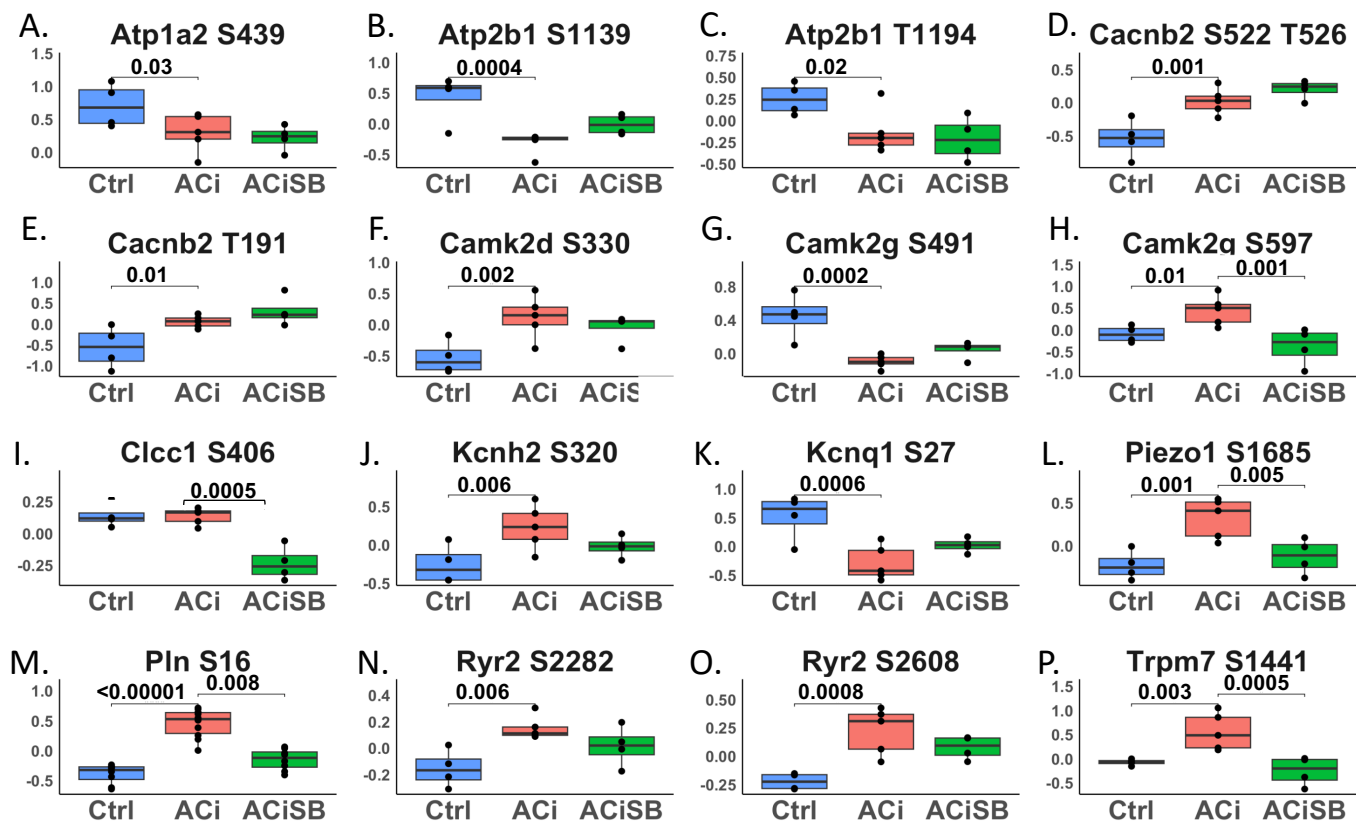 A.
Atp1a2 S439
1.5
0.03
1.0
0.5
0.0
Ctrl ACi ACiSB
B.
Atp2b1 S1139
1.0
0.0004
0.5
0.0
-0.5
Ctrl ACi ACiSB
C.
Atp2b1 T1194
0.75
0.02
0.50
0.25
0.00
-0.25
-0.50
Ctrl ACi ACiSB
D.
Cacnb2 S522 T526
0.5
0.001
0.0
-0.5
Ctrl ACi ACiSB
E.
Cacnb2 T191
1.5
0.01
1.0
0.5
0.0
-0.5
-1.0
Ctrl ACi ACiSB
F.
Camk2d S330
1.0
0.002
0.5
0.0
-0.5
Ctrl ACi ACiS
G.
Camk2g S491
0.0002
0.8
0.4
0.0
Ctrl ACi ACiSB
H.
Camk2g S597
1.5
0.01 0.001
1.0
0.5
0.0
-0.5
-1.0
Ctrl ACi ACiSB
I.
Clcc1 S406
0.0005
0.25
0.00
-0.25
Ctrl ACi ACiSB
J.
Kcnh2 S320
0.006
0.5
0.0
-0.5
Ctrl ACi ACiSB
K.
Kcnq1 S27
0.0006
1.0
0.5
0.0
-0.5
Ctrl ACi ACiSB
L.
Piezo1 S1685
0.001 0.005
0.5
0.0
Ctrl ACi ACiSB
M.
Pln S16
1.0
<0.00001 0.008
0.5
0.0
-0.5
Ctrl ACi ACiSB
N.
Ryr2 S2282
0.4
0.006
0.2
0.0
-0.2
Ctrl ACi ACiSB
O.
Ryr2 S2608
0.0008
0.50
0.25
0.00
-0.25
Ctrl ACi ACiSB
P.
Trpm7 S1441
1.5
0.003 0.0005
1.0
0.5
0.0
-0.5
Ctrl ACi ACiSB